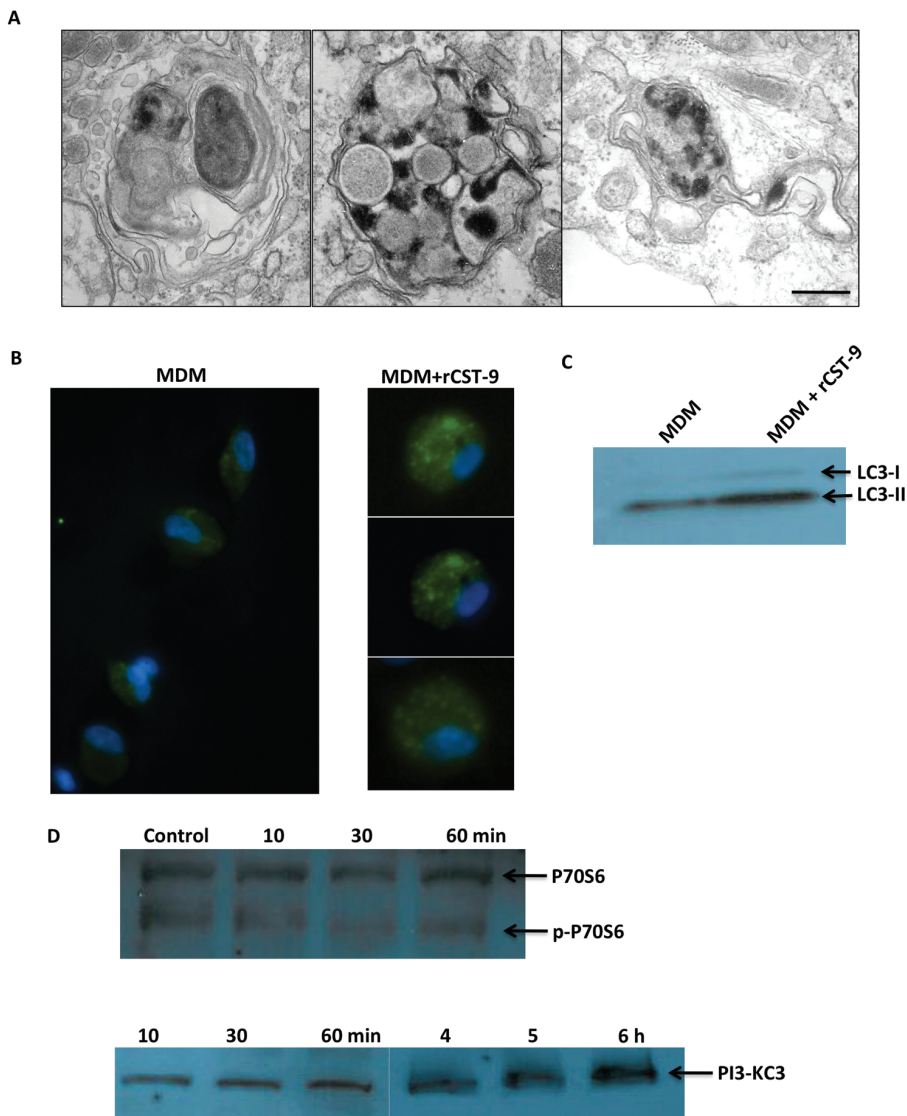 A
B
MDM
MDM+rCST-9
C
MDM
MDM + rCST-9
LC3-I
LC3-II
D
Control 10 30 60 min
P70S6
p-P70S6
10 30 60 min 4 5 6 h
PI3-KC3